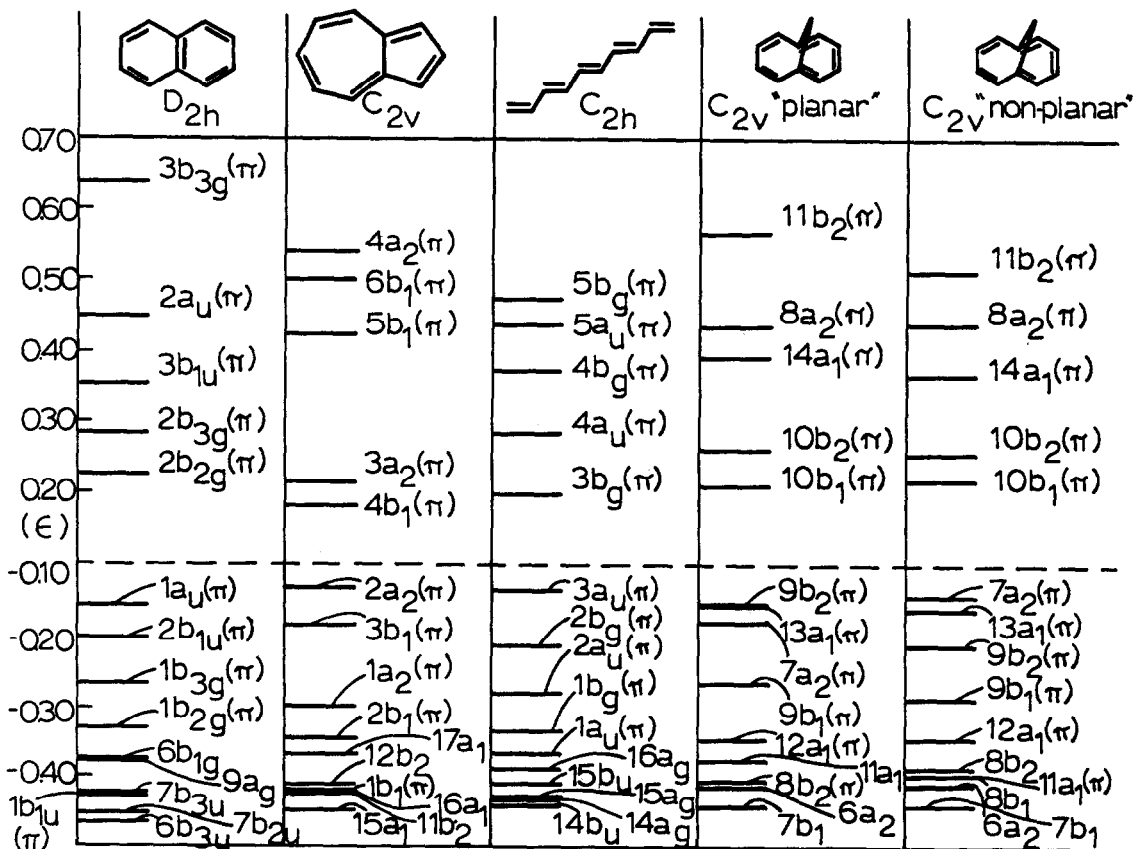 D2h
C2v
C2h
C2v "planar"
C2v "non-planar"
0.70
0.60
0.50
0.40
0.30
0.20
(ϵ)
-0.10
-0.20
-0.30
-0.40
3b3g(π)
2au(π)
3b1u(π)
2b3g(π)
2b2g(π)
1au(π)
2b1u(π)
1b3g(π)
1b2g(π)
6b1g
9ag
1b1u
(π)
7b3u
7b2u
6b3u
4a2(π)
6b1(π)
5b1(π)
3a2(π)
4b1(π)
2a2(π)
3b1(π)
1a2(π)
2b1(π)
17a1
12b2
1b1(π)
16a1
11b2
15a1
5bg(π)
5au(π)
4bg(π)
4au(π)
3bg(π)
3au(π)
2bg(π)
2au(π)
1bg(π)
1au(π)
16ag
15bu
15ag
14ag
14bu
11b2(π)
8a2(π)
14a1(π)
10b2(π)
10b1(π)
9b2(π)
13a1(π)
7a2(π)
9b1(π)
12a1(π)
11a1
8b2(π)
6a2
7b1
11b2(π)
8a2(π)
14a1(π)
10b2(π)
10b1(π)
7a2(π)
13a1(π)
9b2(π)
9b1(π)
12a1(π)
8b2
11a1(π)
8b1
7b1
6a2